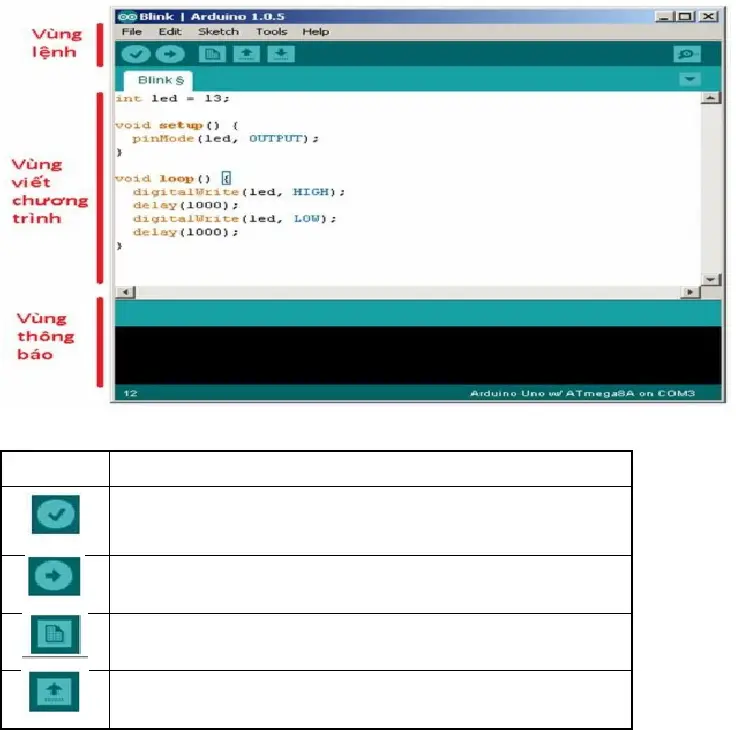 Blink | Arduino 1.0.5
Vùng
lệnh
File Edit Sketch Tools Help
Blink §
int led = 13;
void setup() {
pinMode(led, OUTPUT);
}
Vùng
viết
chương
trình
void loop() {
digitalWrite(led, HIGH);
delay(1000);
digitalWrite(led, LOW);
delay(1000);
}
Vùng
thông
báo
12 Arduino Uno w/ ATmega8A on COM3